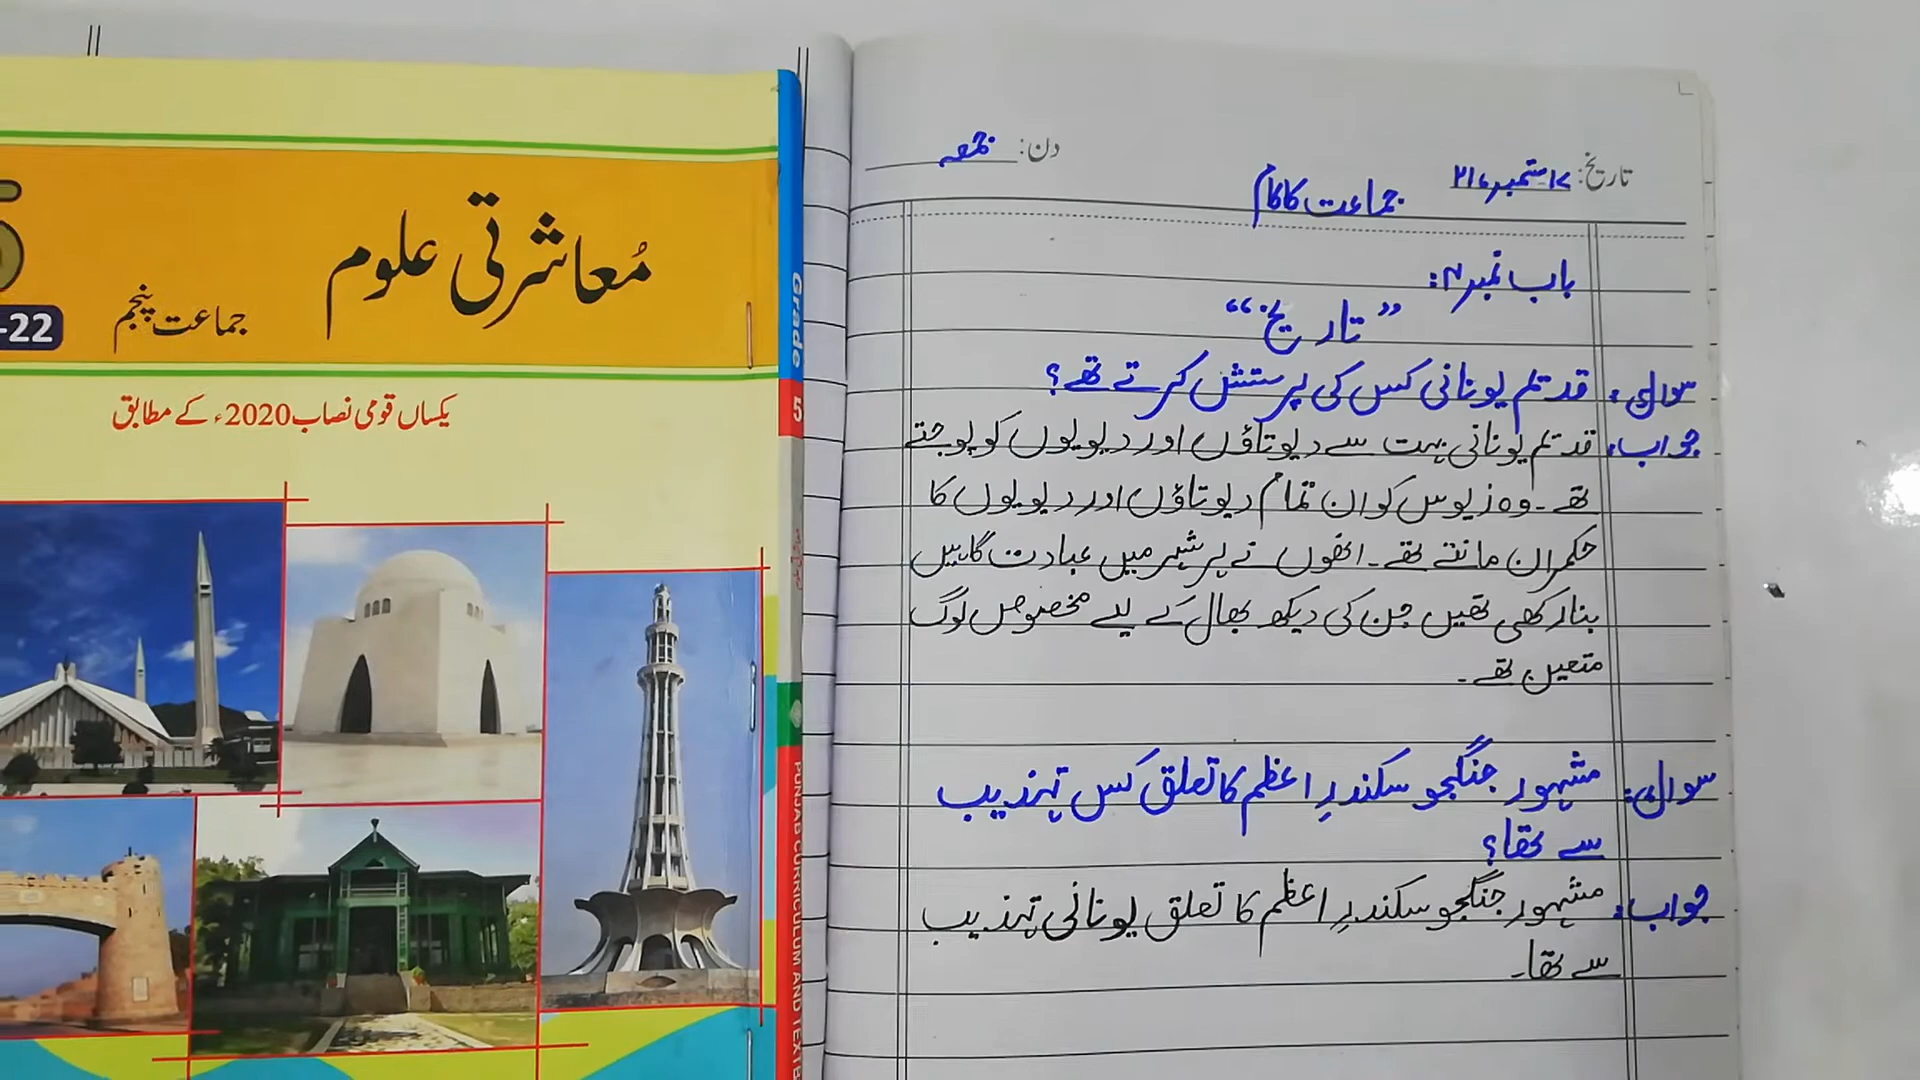 معاشرتی علوم
جماعت پنجم
-22
یکساں قومی نصاب 2020ء کے مطابق
Grade 5
PUNJAB CURRICULUM AND TEXTB
دن: جمعہ
تاریخ: ۱۷ ستمبر ۲۱ء
جماعت کا کام
باب نمبر ۲:
”تاریخ“
سوال: قدیم یونانی کس کی پرستش کرتے تھے؟
جواب: قدیم یونانی بہت سے دیوتاؤں اور دیویوں کو پوجتے
تھے۔ وہ زیوس کو ان تمام دیوتاؤں اور دیویوں کا
حکمران مانتے تھے۔ انھوں نے ہر شہر میں عبادت گاہیں
بنا رکھی تھیں جن کی دیکھ بھال کے لیے مخصوص لوگ
متعین تھے۔
سوال: مشہور جنگجو سکندرِ اعظم کا تعلق کس تہذیب
سے تھا؟
جواب: مشہور جنگجو سکندرِ اعظم کا تعلق یونانی تہذیب
سے تھا۔